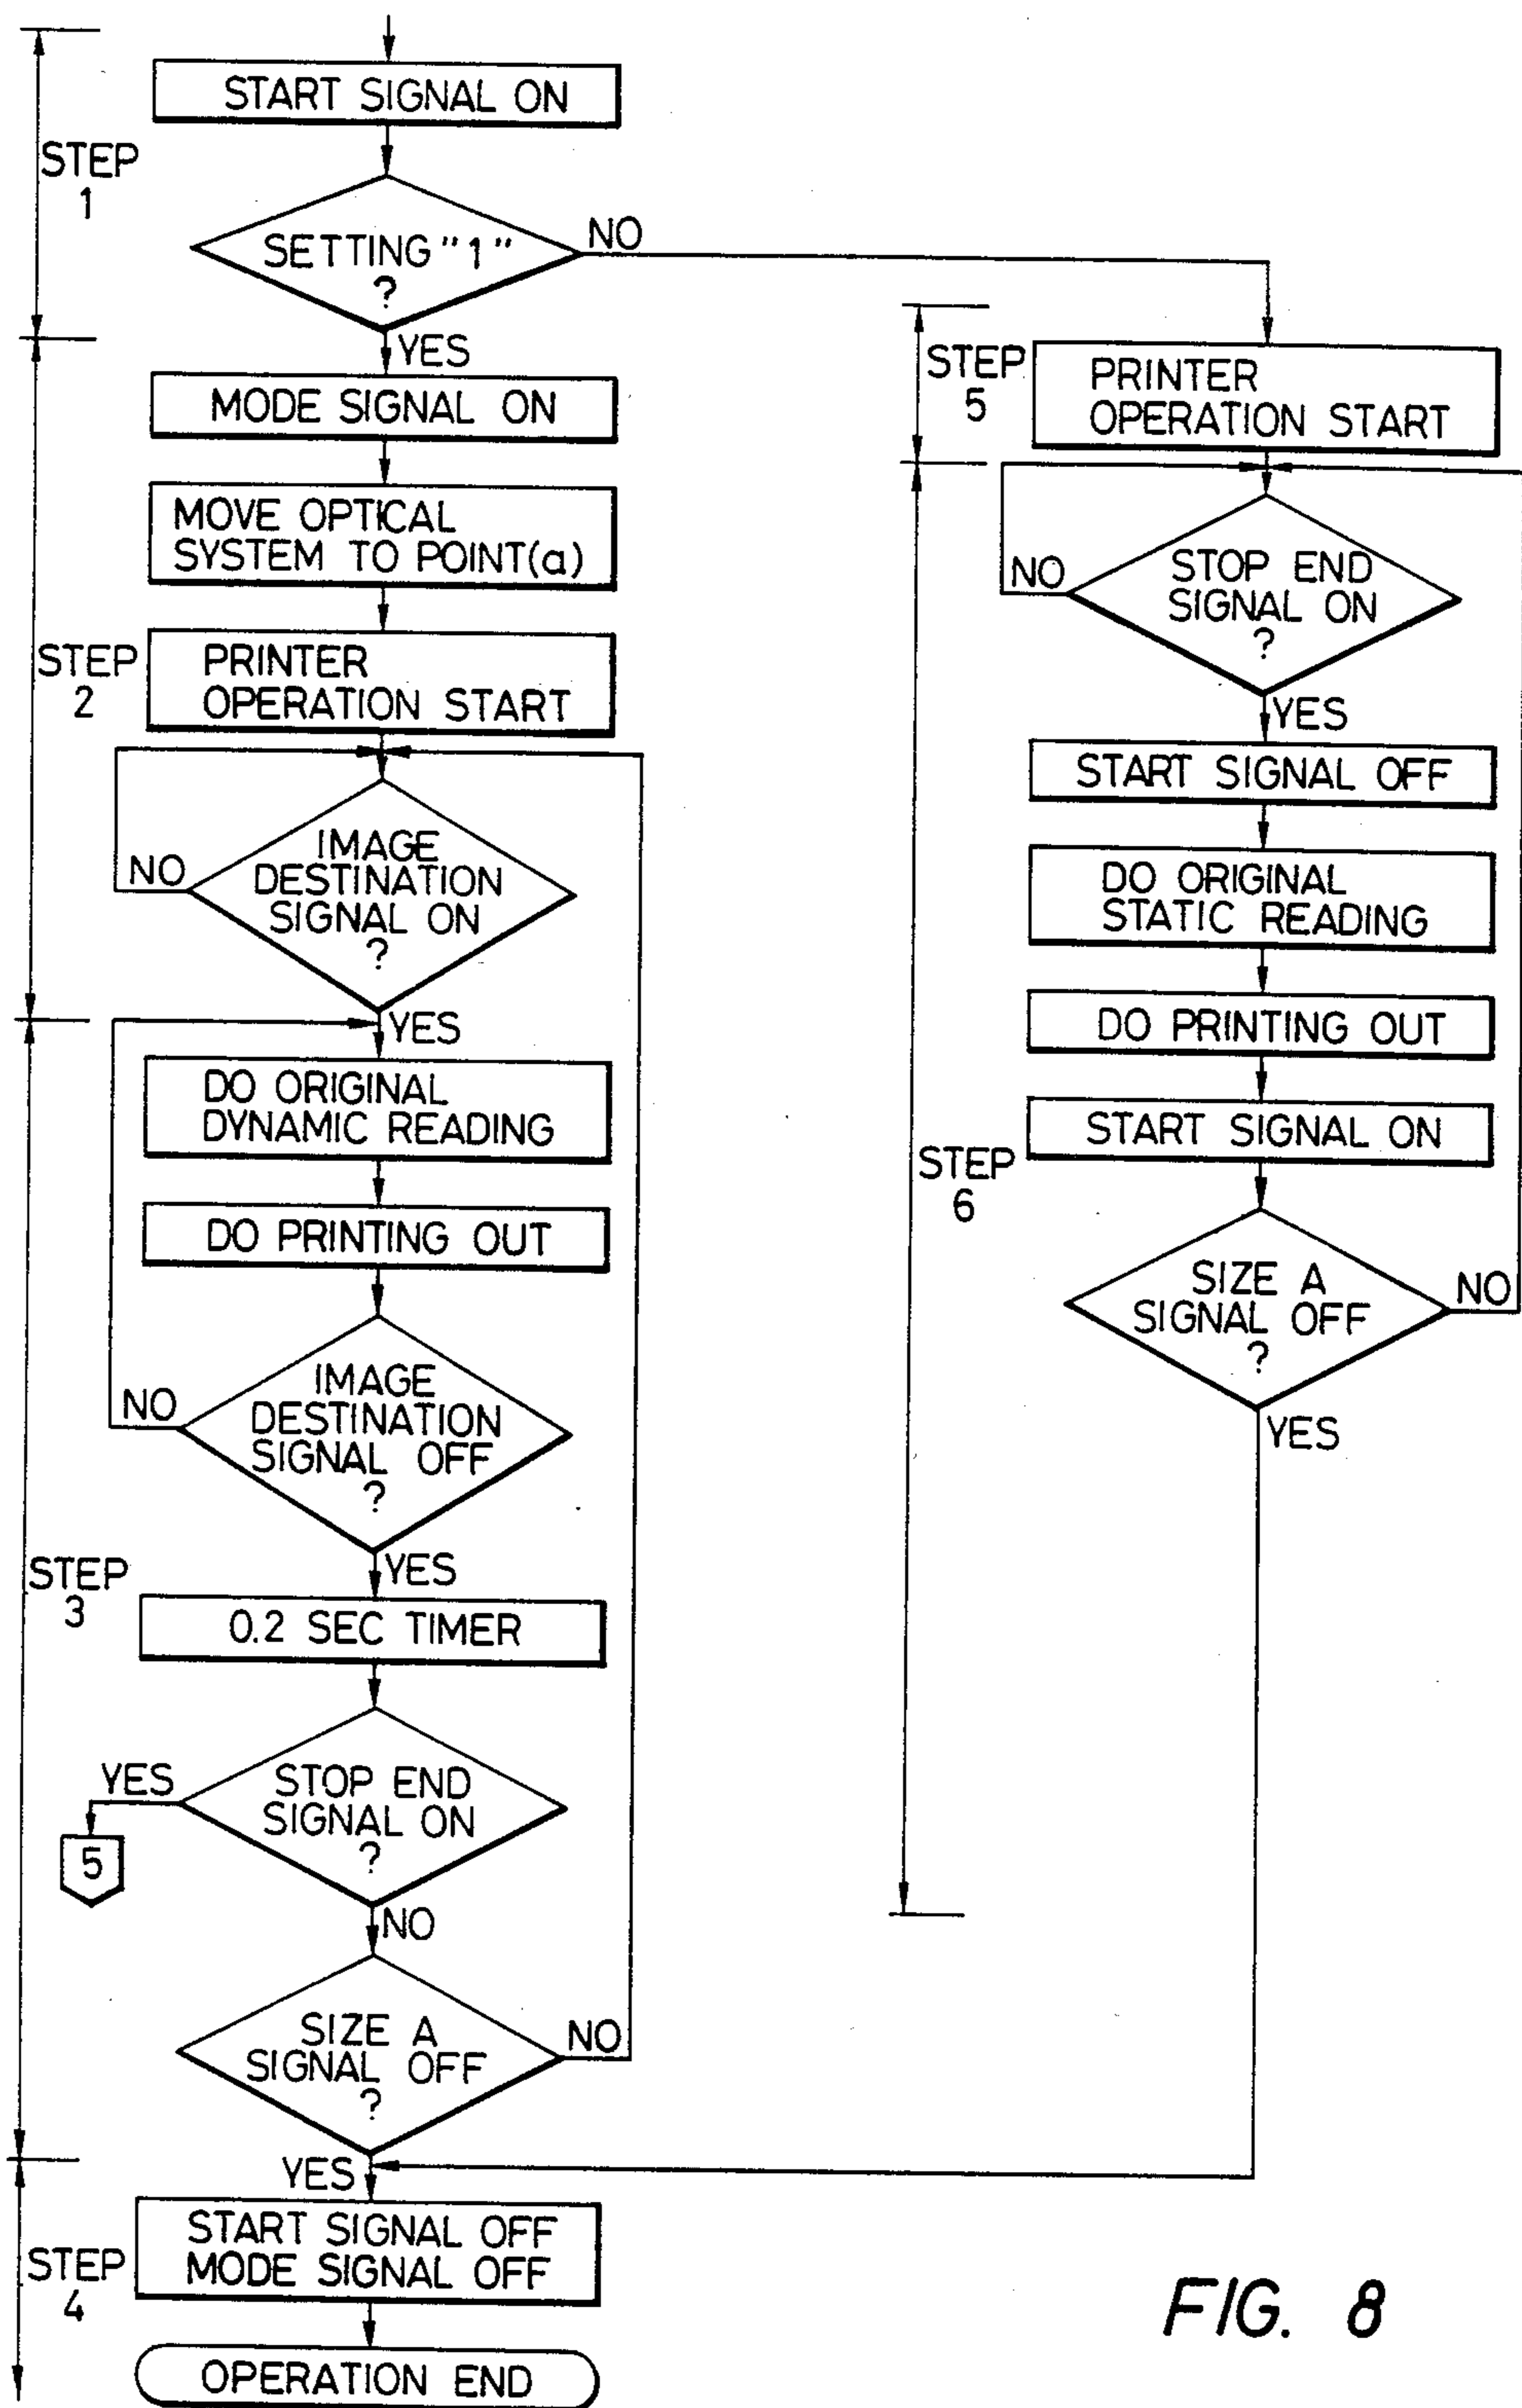 START SIGNAL ON
STEP
1
SETTING "1"
?
NO
YES
MODE SIGNAL ON
MOVE OPTICAL
SYSTEM TO POINT(a)
STEP
2
PRINTER
OPERATION START
IMAGE
DESTINATION
SIGNAL ON
?
NO
YES
DO ORIGINAL
DYNAMIC READING
DO PRINTING OUT
IMAGE
DESTINATION
SIGNAL OFF
?
NO
YES
STEP
3
0.2 SEC TIMER
STOP END
SIGNAL ON
?
YES
5
NO
SIZE A
SIGNAL OFF
?
NO
YES
STEP
4
START SIGNAL OFF
MODE SIGNAL OFF
OPERATION END
STEP
5
PRINTER
OPERATION START
STOP END
SIGNAL ON
?
NO
YES
START SIGNAL OFF
DO ORIGINAL
STATIC READING
DO PRINTING OUT
START SIGNAL ON
STEP
6
SIZE A
SIGNAL OFF
?
NO
YES
FIG. 8